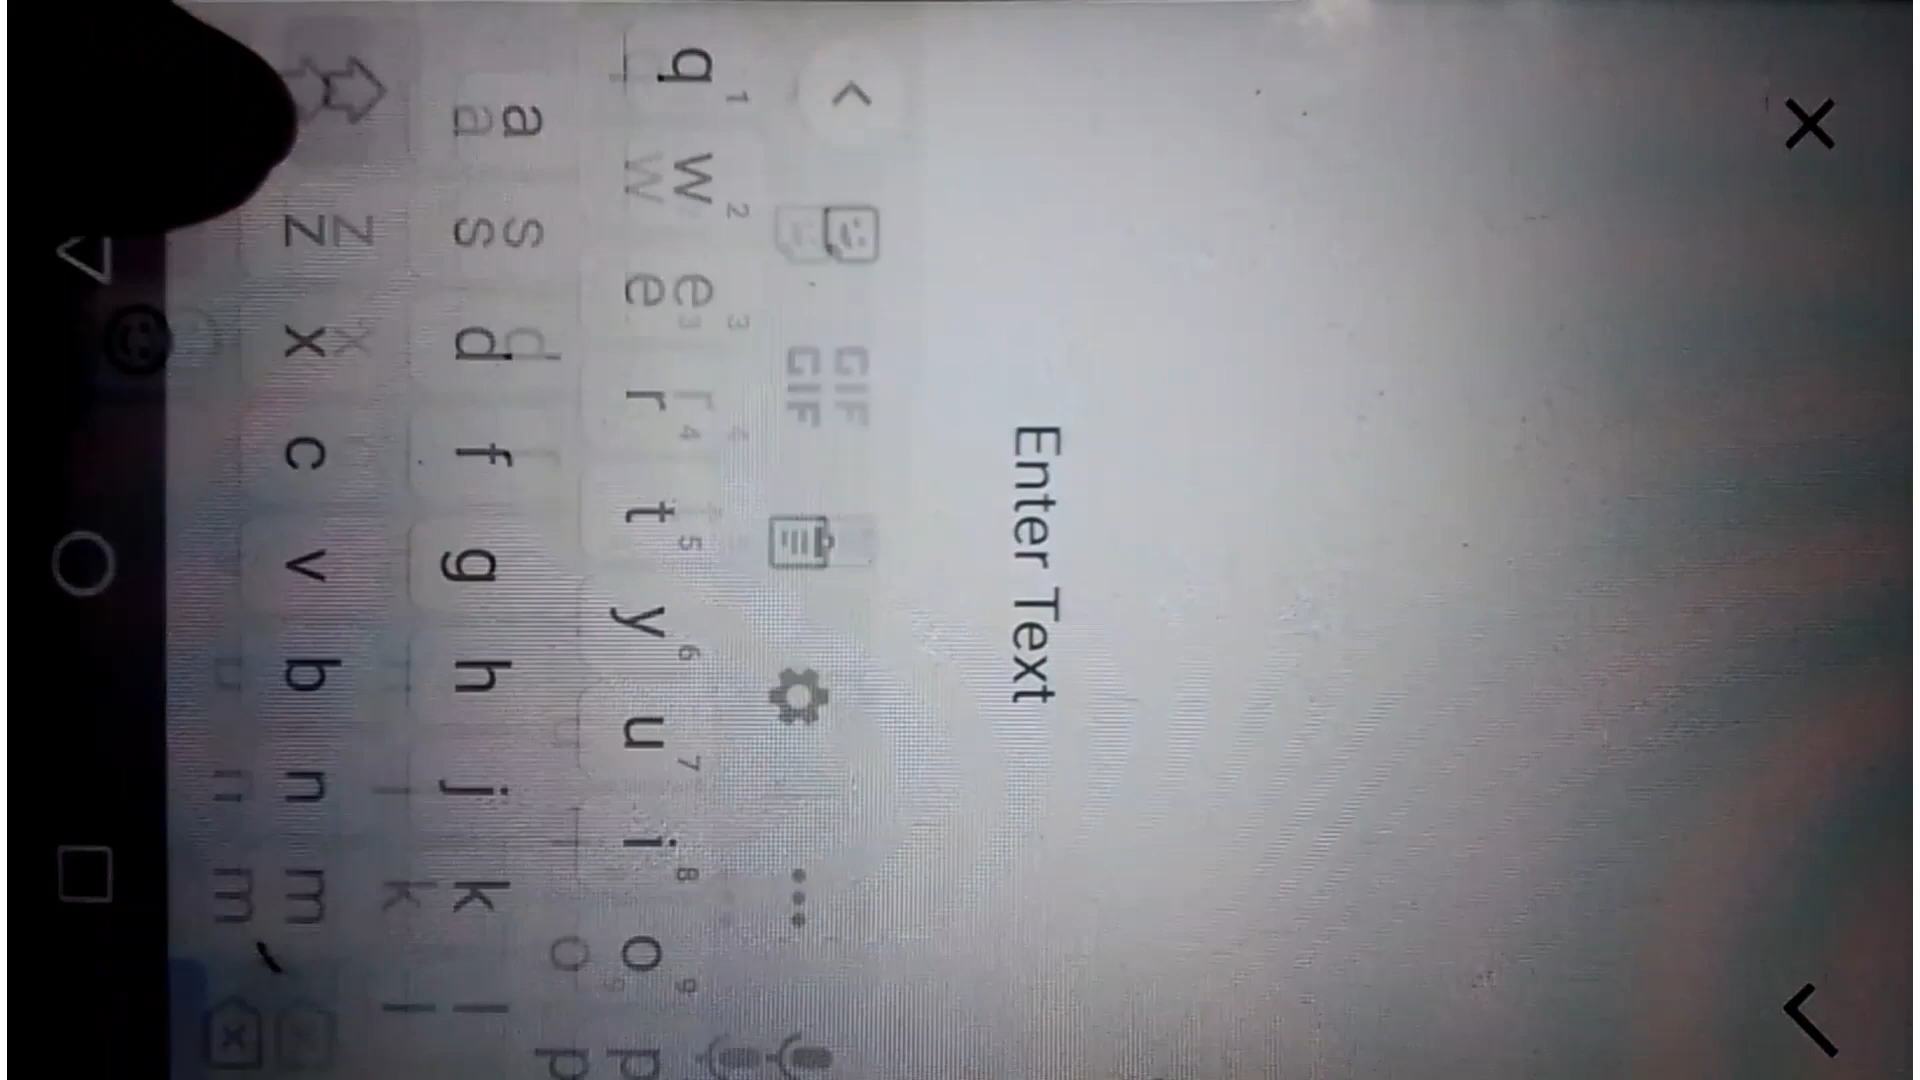 Enter Text
GIF
1 2 3 4 5 6 7 8 9
q w e r t y u i o p
a s d f g h j k l
z x c v b n m